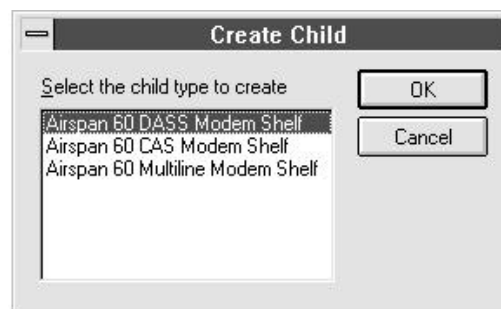 Create Child
Select the child type to create
Airspan 60 DASS Modem Shelf
Airspan 60 CAS Modem Shelf
Airspan 60 Multiline Modem Shelf
OK
Cancel